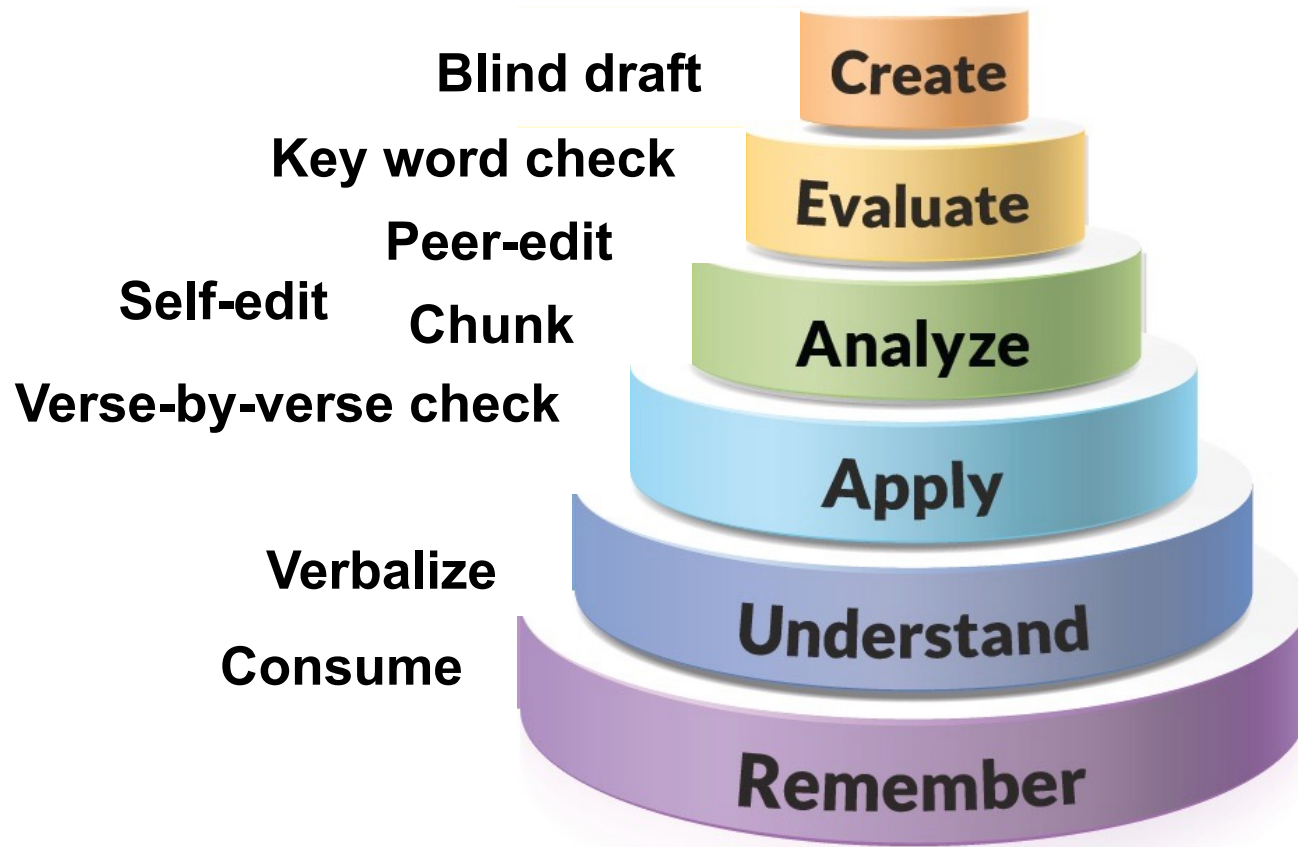 Blind draft
Create
Key word check
Evaluate
Peer-edit
Self-edit
Chunk
Analyze
Verse-by-verse check
Apply
Verbalize
Understand
Consume
Remember